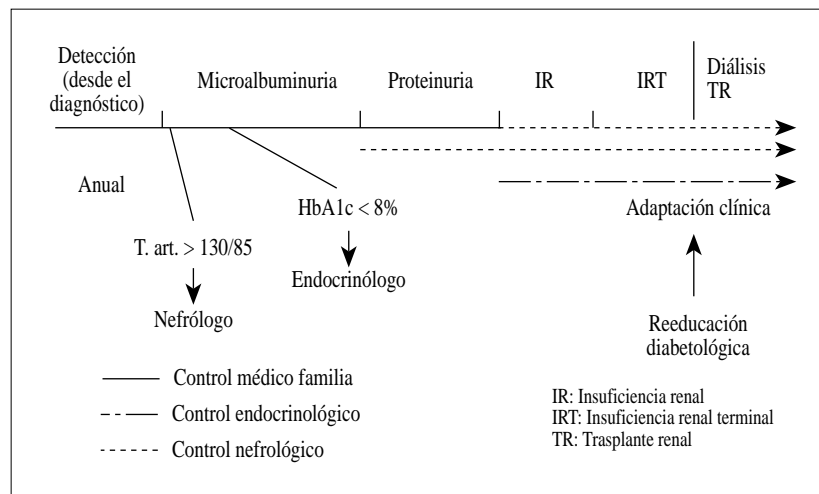 Detección
(desde el
diagnóstico)
Microalbuminuria
Proteinuria
IR
IRT
Diálisis
TR
Anual
HbA1c < 8%
Adaptación clínica
T. art. > 130/85
Endocrinólogo
Nefrólogo
Reeducación
diabetológica
Control médico familia
Control endocrinológico
Control nefrológico
IR: Insuficiencia renal
IRT: Insuficiencia renal terminal
TR: Trasplante renal